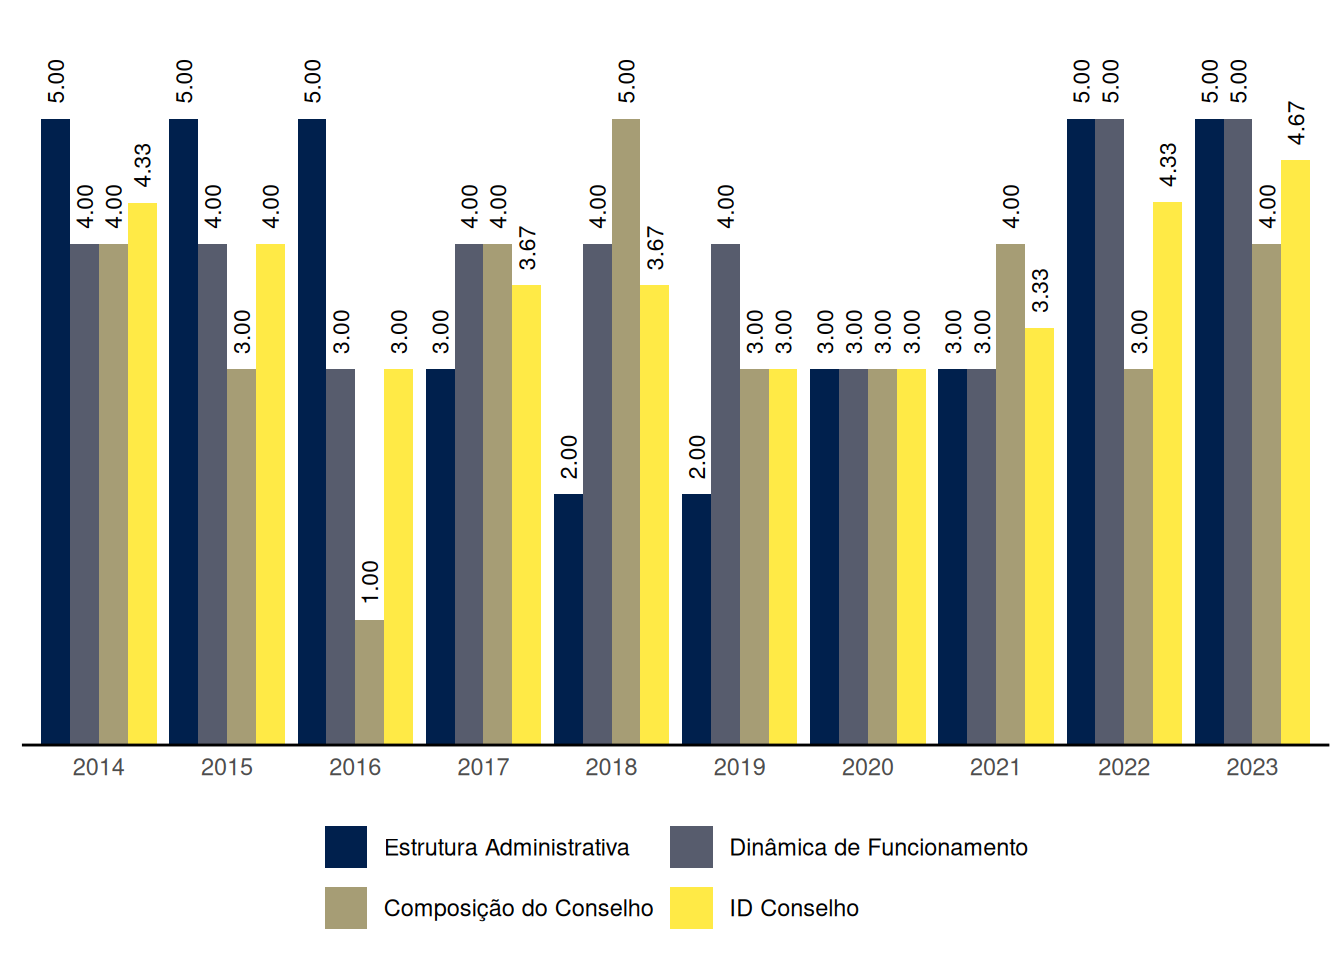 5.00 5.00 5.00 5.00 5.00 5.00 5.00 5.00
4.67
4.33 4.33
4.00 4.00 4.00 4.00 4.00 4.00 4.00 4.00 4.00 4.00
3.67 3.67
3.33
3.00 3.00 3.00 3.00 3.00 3.00 3.00 3.00 3.00 3.00 3.00 3.00 3.00
2.00 2.00
1.00
2014 2015 2016 2017 2018 2019 2020 2021 2022 2023
Estrutura Administrativa Dinâmica de Funcionamento
Composição do Conselho ID Conselho